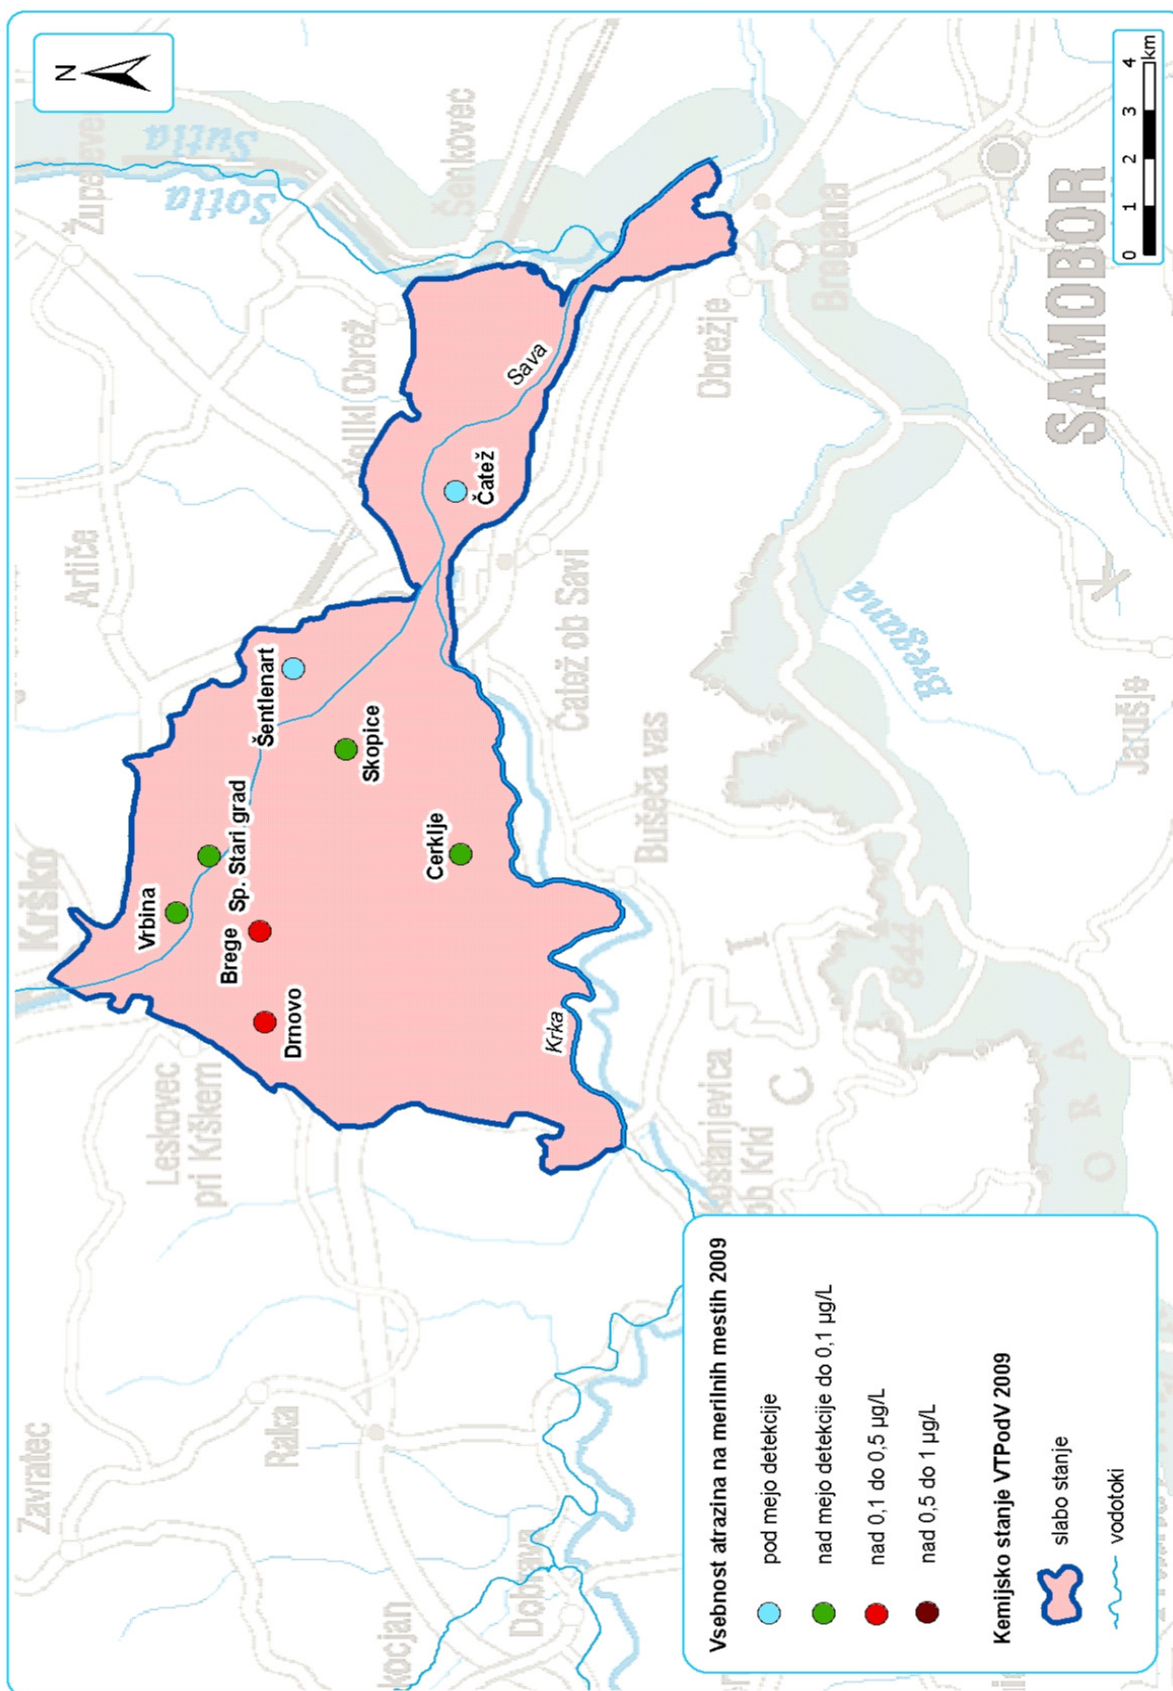 N
Krško
Artiče
Župelevec
Sotla
Sutla
Zavratec
Leskovec
pri Krškem
Raka
Vrbina
Sp. Stari grad
Brege
Drnovo
Šentlenart
Skopice
Cerklje
Veliki Obrež
Šenkovec
Sava
Čatež
Krka
Čatež ob Savi
Bušeča vas
Obrežje
Bregana
Bregana
Kostanjevica
ob Krki
Dobrava
kocjan
SAMOBOR
Jarušje
844
I
C
O R A
0 1 2 3 4
km
Vsebnost atrazina na merilnih mestih 2009
pod mejo detekcije
nad mejo detekcije do 0,1 µg/L
nad 0,1 do 0,5 µg/L
nad 0,5 do 1 µg/L
Kemijsko stanje VTPodV 2009
slabo stanje
vodotoki